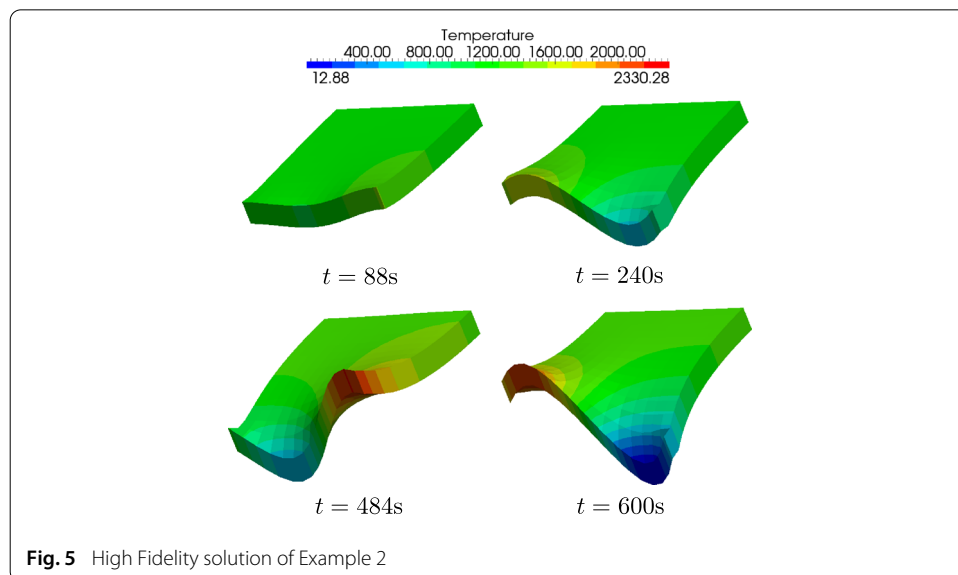 Temperature
400.00 800.00 1200.00 1600.00 2000.00
12.88 2330.28
t = 88s t = 240s
t = 484s t = 600s
Fig. 5 High Fidelity solution of Example 2